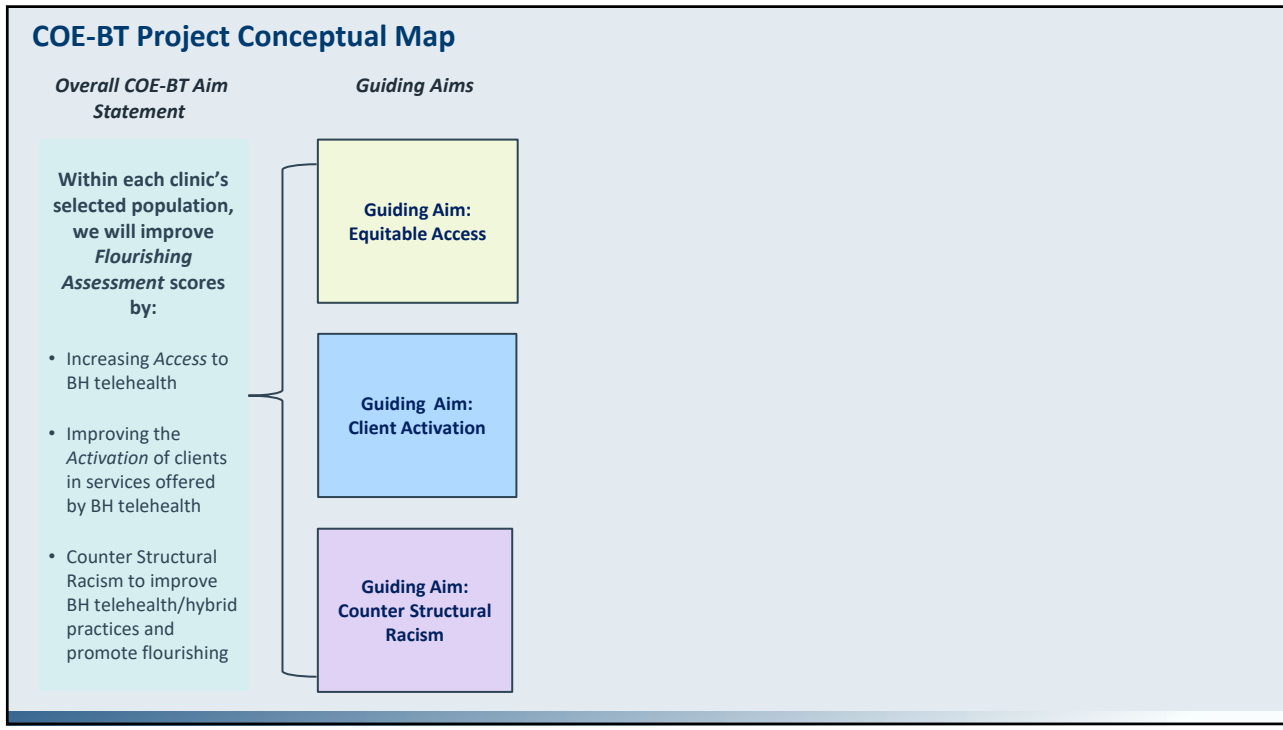 COE-BT Project Conceptual Map
Overall COE-BT Aim
Statement
Guiding Aims
Within each clinic’s
selected population,
we will improve
Flourishing
Assessment scores
by:
• Increasing Access to
BH telehealth
• Improving the
Activation of clients
in services offered
by BH telehealth
• Counter Structural
Racism to improve
BH telehealth/hybrid
practices and
promote flourishing
Guiding Aim:
Equitable Access
Guiding  Aim:
Client Activation
Guiding Aim:
Counter Structural
Racism